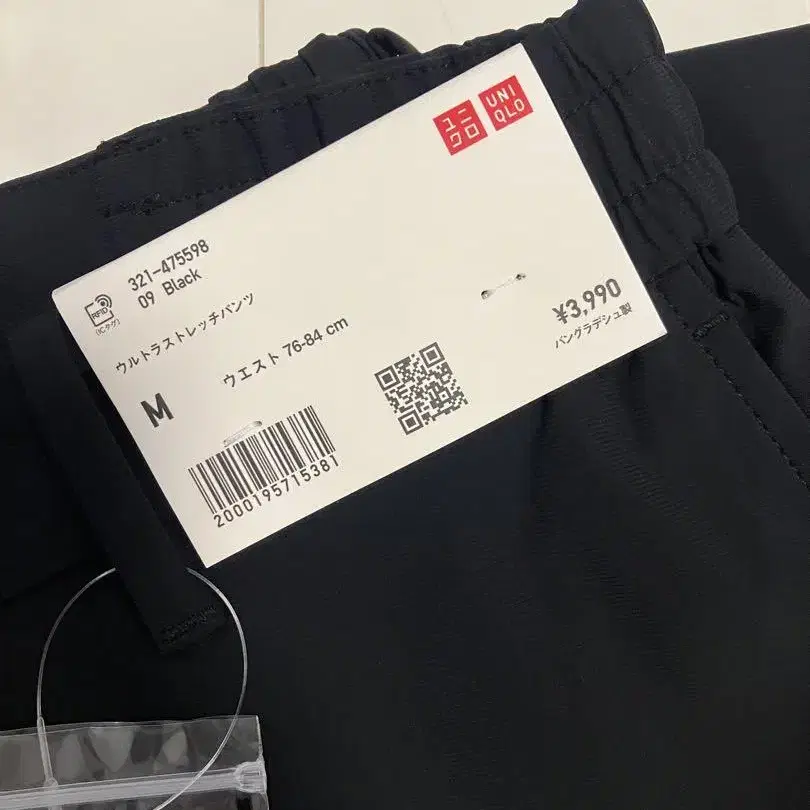 ユニ
クロ
UNI
QLO
321-475598
09 Black
RFID
(ICタグ)
ウルトラストレッチパンツ
M
ウエスト 76-84 cm
¥3,990
バングラデシュ製
2000195715381